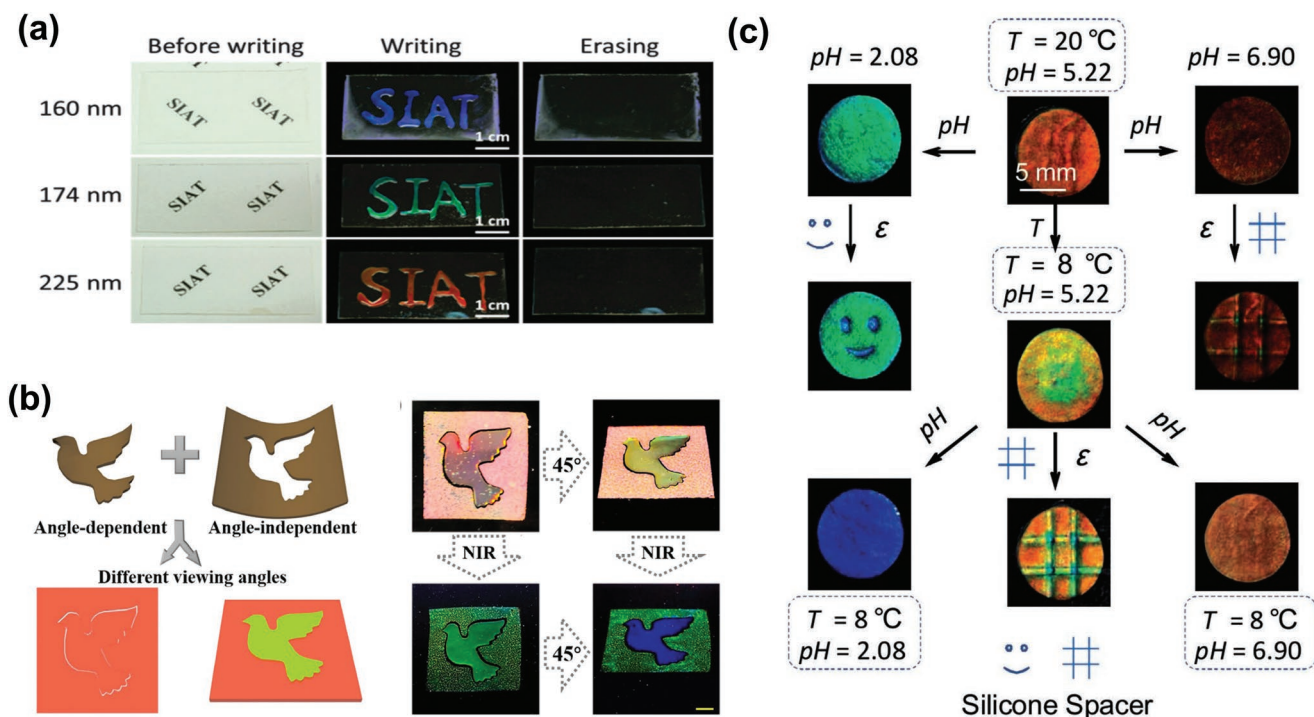 (a)
Before writing
Writing
Erasing
160 nm
SIAT
SIAT
SIAT
1 cm
174 nm
SIAT
SIAT
SIAT
1 cm
225 nm
SIAT
SIAT
SIAT
1 cm
(b)
Angle-dependent
Angle-independent
Different viewing angles
45°
NIR
NIR
45°
(c)
pH = 2.08
T = 20 °C
pH = 5.22
pH = 6.90
pH
pH
5 mm
ε
T
ε
T = 8 °C
pH = 5.22
pH
ε
pH
T = 8 °C
pH = 2.08
T = 8 °C
pH = 6.90
Silicone Spacer